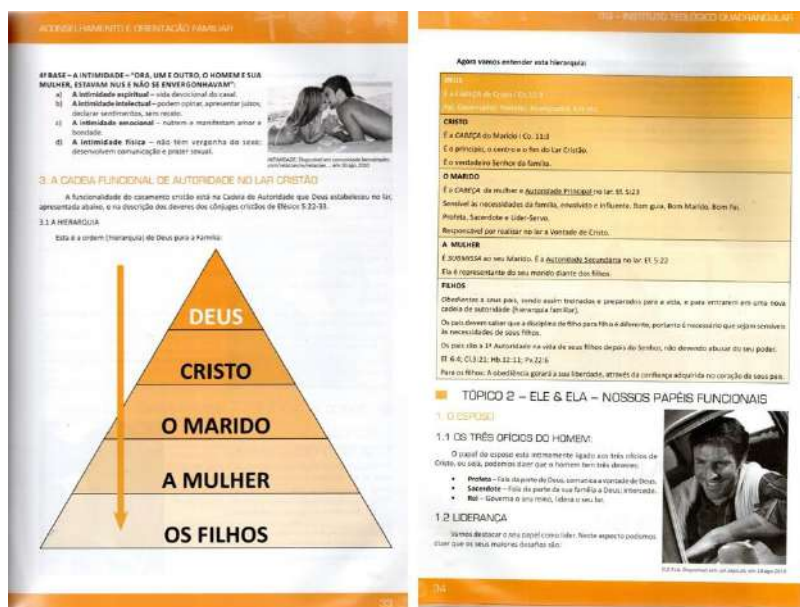 ACONSELHAMENTO E ORIENTAÇÃO FAMILIAR
4ª BASE – A INTIMIDADE – "ORA, UM E OUTRO, O HOMEM E SUA
MULHER, ESTAVAM NUS E NÃO SE ENVERGONHAVAM":
a) A intimidade espiritual – vida devocional do casal.
b) A intimidade intelectual – podem opinar, apresentar juízos,
declarar sentimentos, sem receio.
c) A intimidade emocional – nutrem e manifestam amor e
bondade.
d) A intimidade física – não têm vergonha do sexo:
desenvolvem comunicação e prazer sexual.
3. A CADEIA FUNCIONAL DE AUTORIDADE NO LAR CRISTÃO
A funcionalidade do casamento cristão está na Cadeia de Autoridade que Deus estabeleceu no lar,
apresentada abaixo, e na descrição dos deveres dos cônjuges cristãos de Efésios 5:22-33.
3.1 A HIERARQUIA
Esta é a ordem (hierarquia) de Deus para a Família:
DEUS
CRISTO
O MARIDO
A MULHER
OS FILHOS
33
ITQ – INSTITUTO TEOLÓGICO QUADRANGULAR
Agora vamos entender esta hierarquia:
DEUS
É a CABEÇA de Cristo I Co. 11:3
CRISTO
É a CABEÇA do Marido I Co. 11:3
É o princípio, o centro e o fim do Lar Cristão.
É o verdadeiro Senhor da família.
O MARIDO
É a CABEÇA da mulher e Autoridade Principal no lar. Ef. 5:23
Sensível às necessidades da família, envolvido e influente. Bom guia, Bom Marido, Bom Pai.
Profeta, Sacerdote e Líder-Servo.
Responsável por realizar no lar a Vontade de Cristo.
A MULHER
É SUBMISSA ao seu Marido. É a Autoridade Secundária no lar. Ef. 5:22
Ela é representante do seu marido diante dos filhos.
FILHOS
Obedientes a seus pais, sendo assim treinados e preparados para a vida, e para entrarem em uma nova
cadeia de autoridade (hierarquia familiar).
Os pais devem saber que a disciplina de filho para filho é diferente, portanto é necessário que sejam sensíveis
às necessidades de seus filhos.
Os pais são a 1ª Autoridade na vida de seus filhos depois do Senhor, não devendo abusar do seu poder.
Ef. 6:4; Cl.3:21; Hb.12:11; Pv.22:6
Para os filhos: A obediência gerará a sua liberdade, através da confiança adquirida no coração de seus pais.
TÓPICO 2 – ELE & ELA – NOSSOS PAPÉIS FUNCIONAIS
1. O ESPOSO
1.1 OS TRÊS OFÍCIOS DO HOMEM:
O papel do esposo está intimamente ligado aos três ofícios de
Cristo, ou seja, podemos dizer que o homem tem três deveres:
• Profeta – Fala da parte de Deus, comunica a vontade de Deus.
• Sacerdote – Fala da parte da sua família a Deus; intercede.
• Rei – Governa o seu reino, lidera o seu lar.
1.2 LIDERANÇA
Vamos destacar o seu papel como líder. Neste aspecto podemos
dizer que os seus maiores desafios são:
34